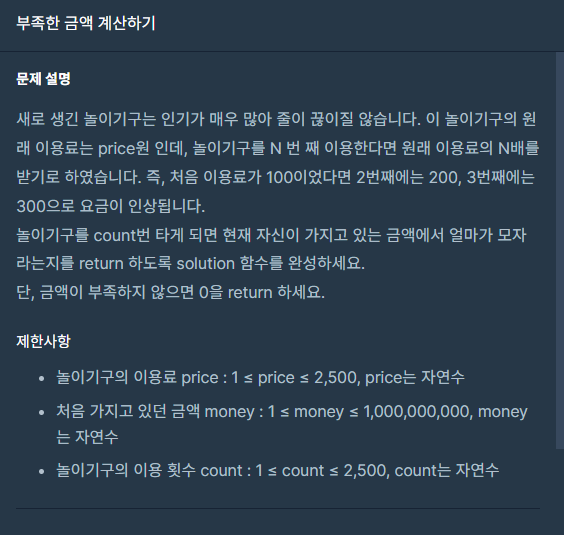 부족한 금액 계산하기
문제 설명
새로 생긴 놀이기구는 인기가 매우 많아 줄이 끊이질 않습니다. 이 놀이기구의 원
래 이용료는 price원 인데, 놀이기구를 N 번 째 이용한다면 원래 이용료의 N배를
받기로 하였습니다. 즉, 처음 이용료가 100이었다면 2번째에는 200, 3번째에는
300으로 요금이 인상됩니다.
놀이기구를 count번 타게 되면 현재 자신이 가지고 있는 금액에서 얼마가 모자
라는지를 return 하도록 solution 함수를 완성하세요.
단, 금액이 부족하지 않으면 0을 return 하세요.
제한사항
• 놀이기구의 이용료 price : 1 ≤ price ≤ 2,500, price는 자연수
• 처음 가지고 있던 금액 money : 1 ≤ money ≤ 1,000,000,000, money
는 자연수
• 놀이기구의 이용 횟수 count : 1 ≤ count ≤ 2,500, count는 자연수